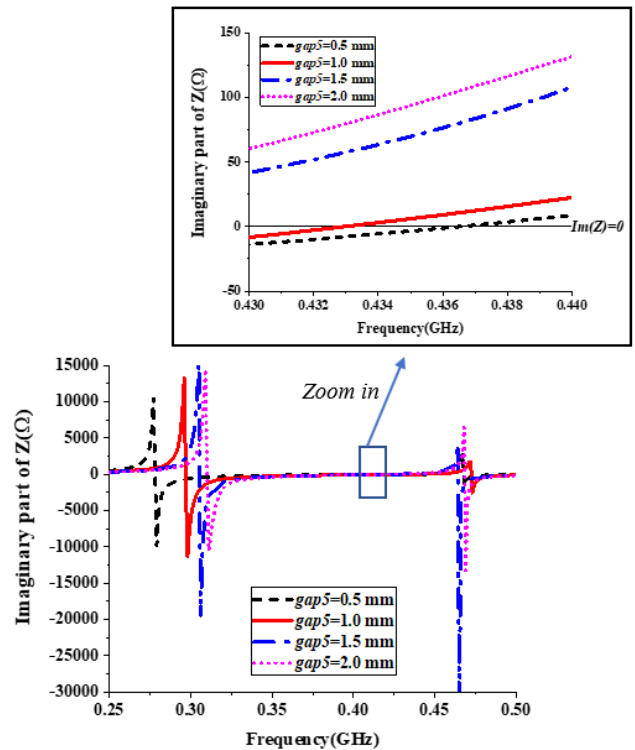 150
100
50
0
-50
Imaginary part of Z(Ω)
gap5=0.5 mm
gap5=1.0 mm
gap5=1.5 mm
gap5=2.0 mm
Im(Z)=0
0.430 0.432 0.434 0.436 0.438 0.440
Frequency(GHz)
Zoom in
15000
10000
5000
0
-5000
-10000
-15000
-20000
-25000
-30000
Imaginary part of Z(Ω)
gap5=0.5 mm
gap5=1.0 mm
gap5=1.5 mm
gap5=2.0 mm
0.25 0.30 0.35 0.40 0.45 0.50
Frequency(GHz)